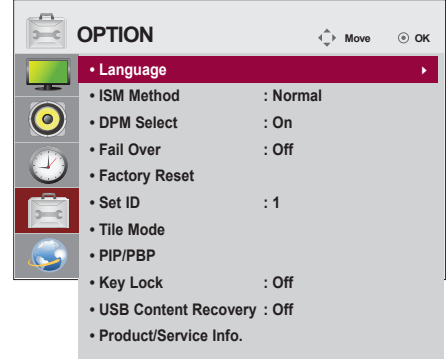 OPTION Move OK
• Language
• ISM Method : Normal
• DPM Select : On
• Fail Over : Off
• Factory Reset
• Set ID : 1
• Tile Mode
• PIP/PBP
• Key Lock : Off
• USB Content Recovery : Off
• Product/Service Info.